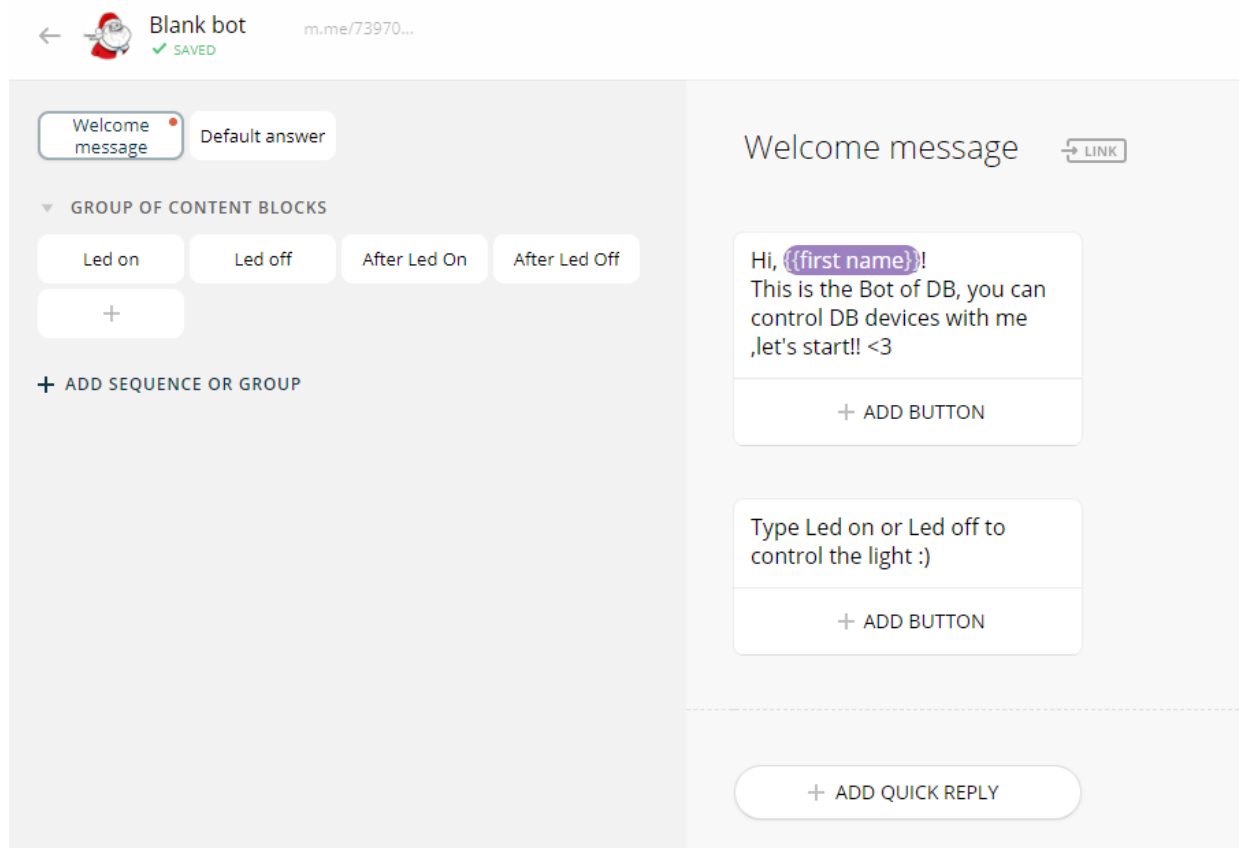 Blank bot
m.me/73970...
SAVED
Welcome
message
Default answer
Welcome message
LINK
GROUP OF CONTENT BLOCKS
Led on
Led off
After Led On
After Led Off
+
+ ADD SEQUENCE OR GROUP
Hi, {{first name}}!
This is the Bot of DB, you can
control DB devices with me
,let's start!! <3
+ ADD BUTTON
Type Led on or Led off to
control the light :)
+ ADD BUTTON
+ ADD QUICK REPLY